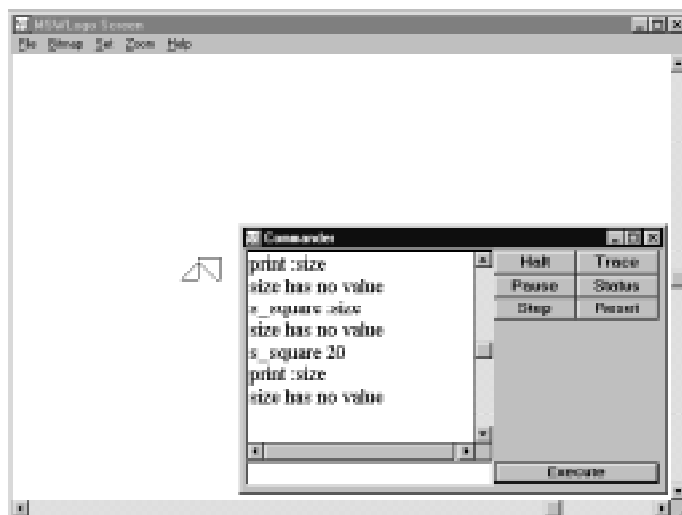 MSWLogo Screen
File Bitmap Set Zoom Help
Commander
print :size
size has no value
s_square :size
size has no value
s_square 20
print :size
size has no value
Halt Trace
Pause Status
Step Reset
Execute